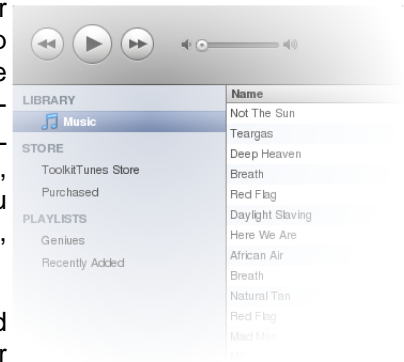 r
o
e
-
-
,
u
,
d
r
LIBRARY
Music
STORE
ToolkitTunes Store
Purchased
PLAYLISTS
Geniues
Recently Added
Name
Not The Sun
Teargas
Deep Heaven
Breath
Red Flag
Daylight Slaving
Here We Are
African Air
Breath
Natural Tan
Red Flag